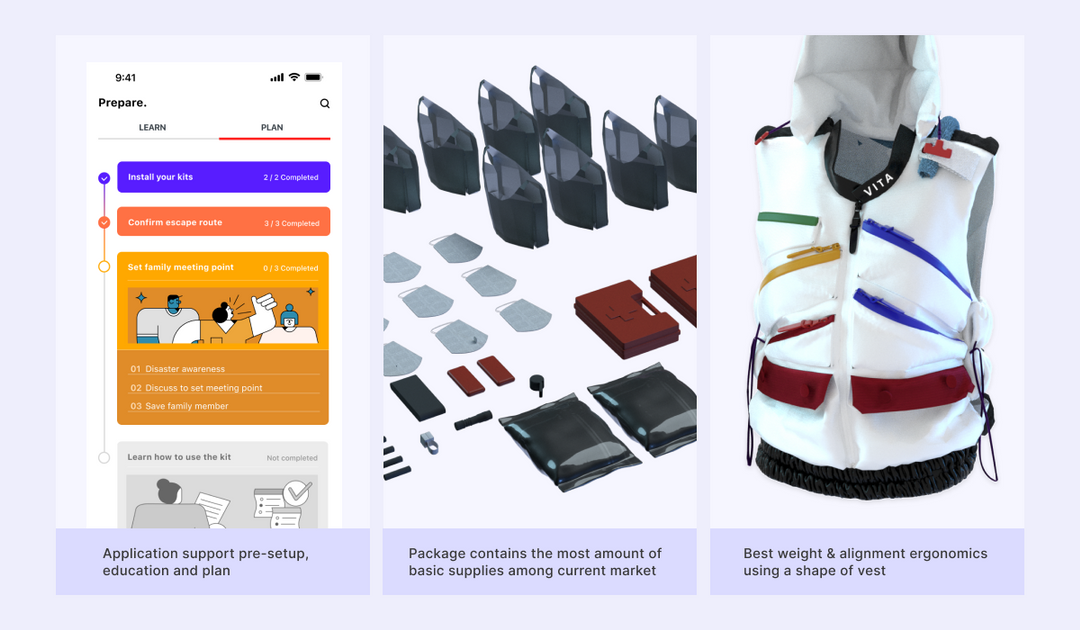 9:41
Prepare.
LEARN
PLAN
Install your kits
2 / 2 Completed
Confirm escape route
3 / 3 Completed
Set family meeting point
0 / 3 Completed
01 Disaster awareness
02 Discuss to set meeting point
03 Save family member
Learn how to use the kit
Not completed
Application support pre-setup,
education and plan
Package contains the most amount of
basic supplies among current market
VITA
Best weight & alignment ergonomics
using a shape of vest